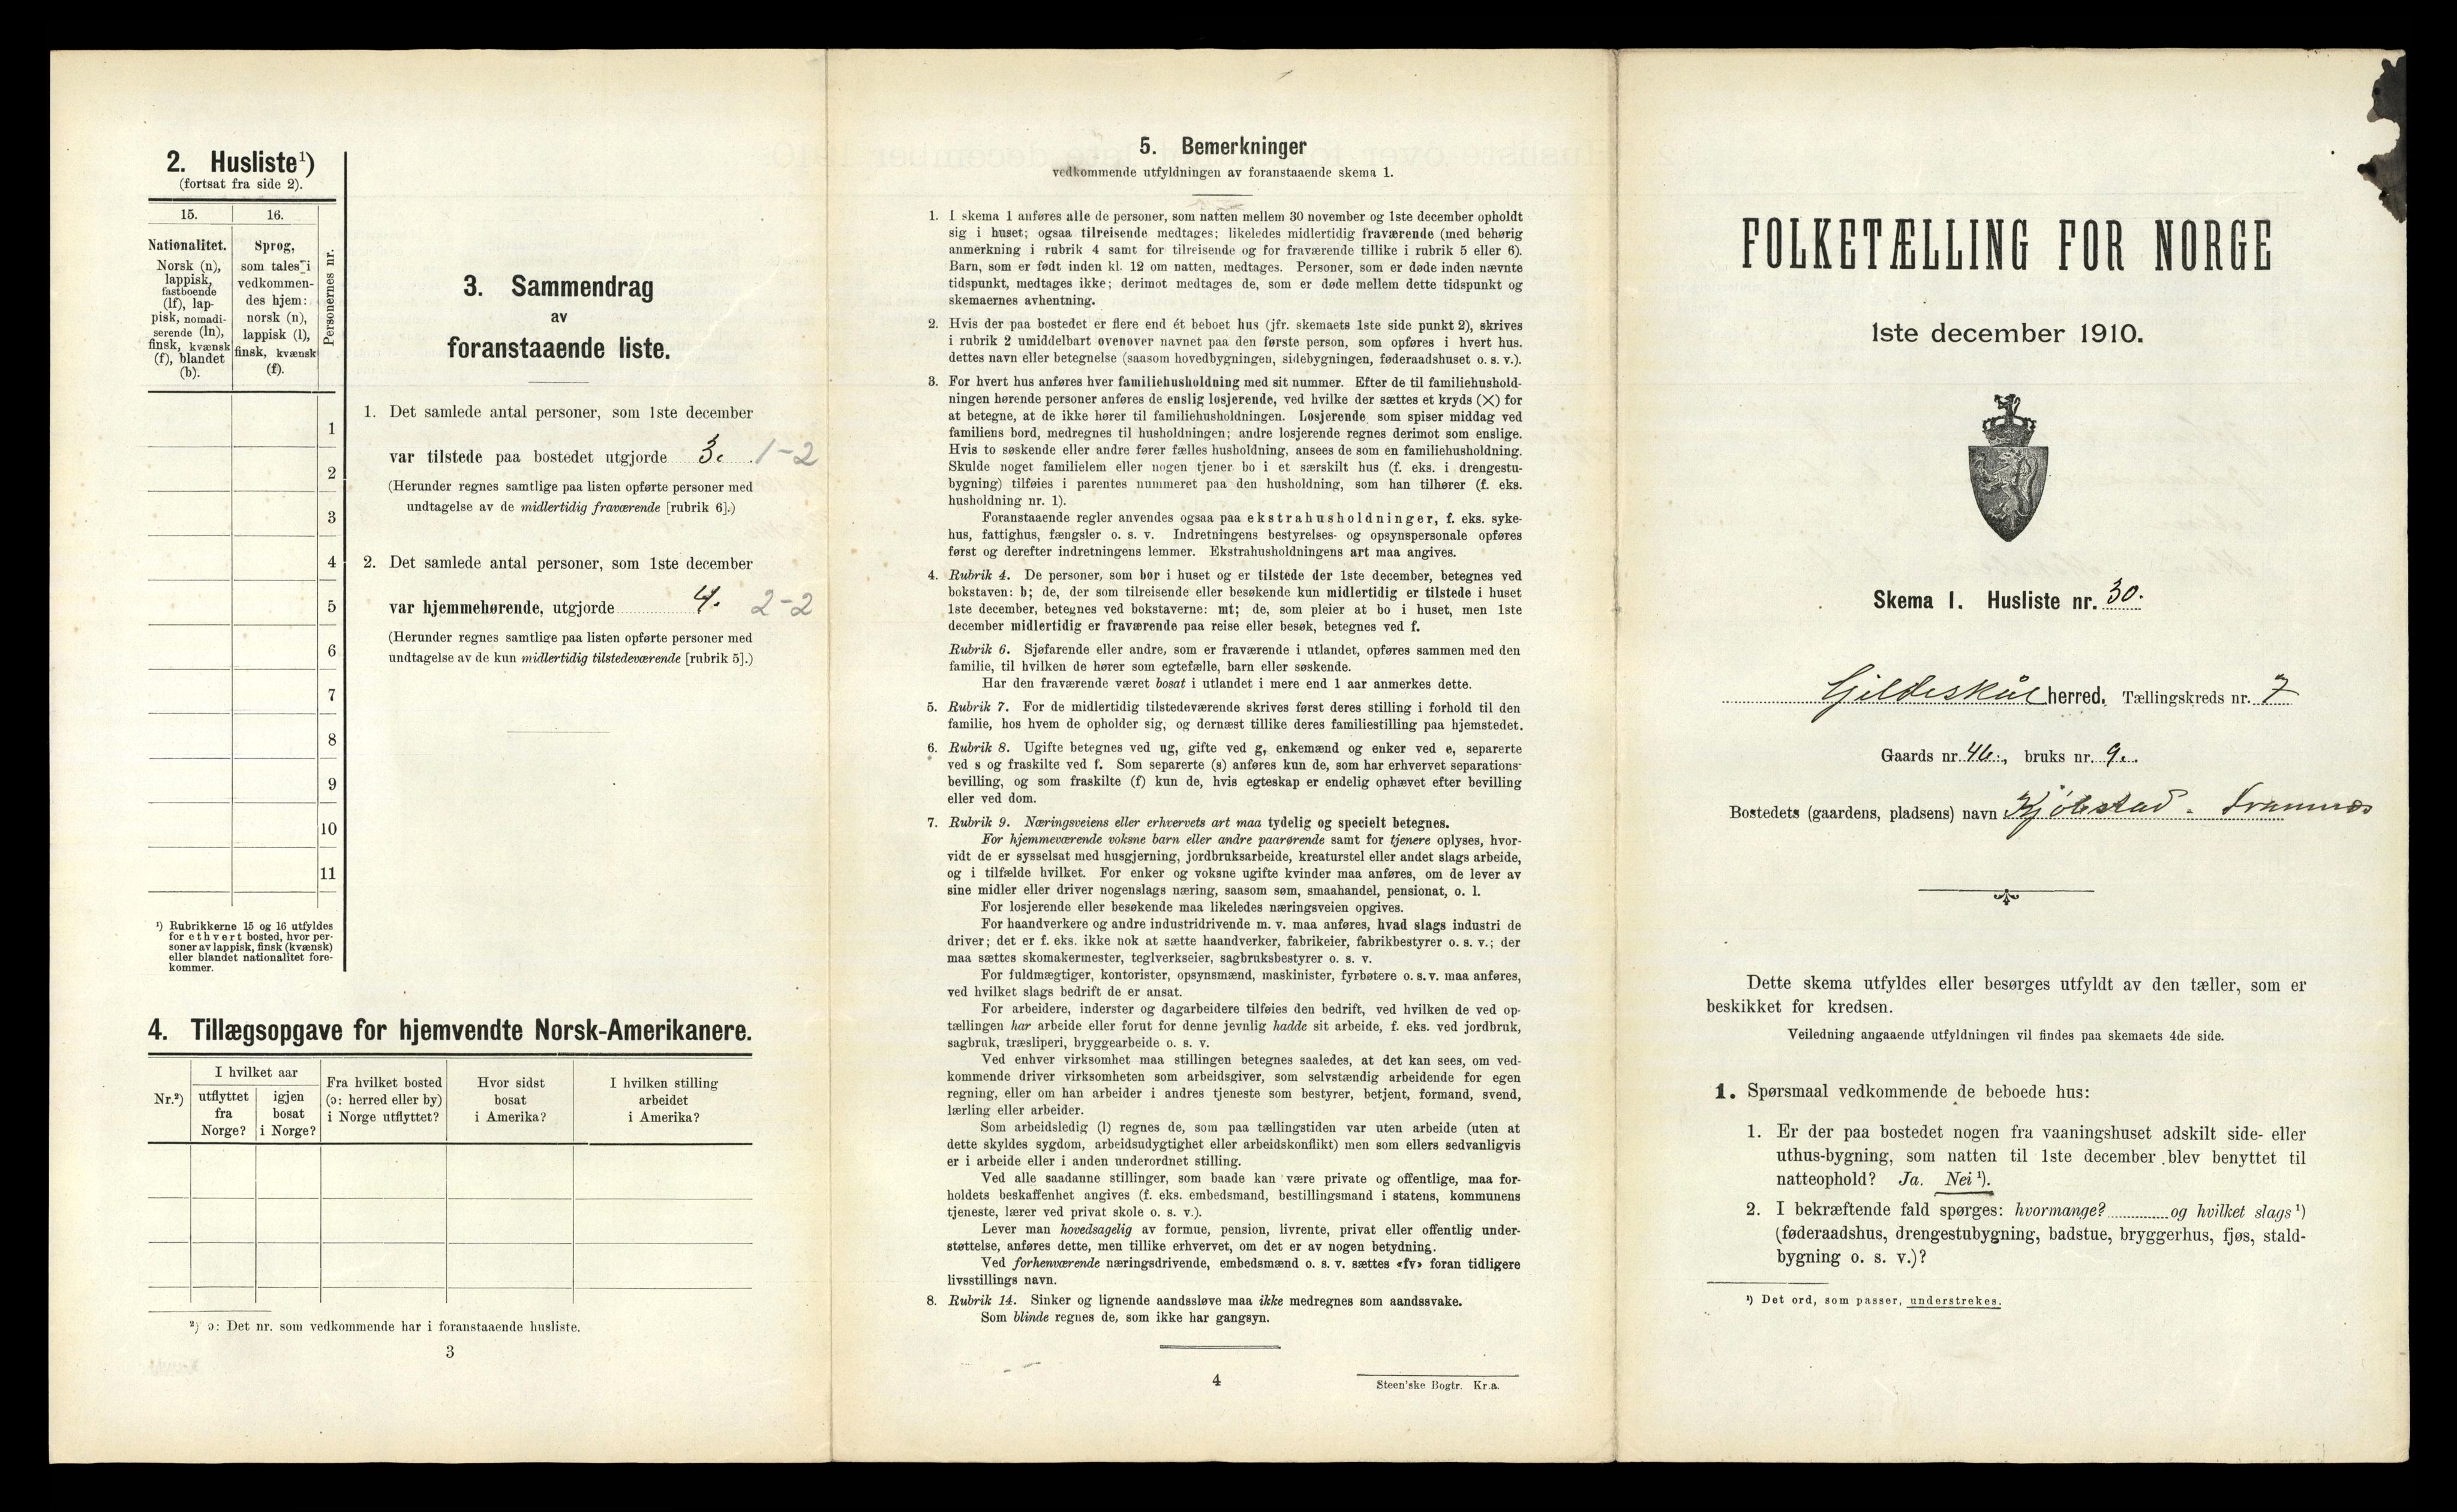 2. Husliste¹)
(fortsat fra side 2).
15.
16.
Personernes nr.
Nationalitet.
Norsk (n),
lappisk,
fastboende
(lf), lap-
pisk, nomadi-
serende (ln),
finsk, kvænsk
(f), blandet
(b).
Sprog,
som tales i
vedkommen-
des hjem:
norsk (n),
lappisk (l),
finsk, kvænsk
(f).
1
2
3
4
5
6
7
8
9
10
11
¹) Rubrikkerne 15 og 16 utfyldes
for ethvert bosted, hvor per-
soner av lappisk, finsk (kvænsk)
eller blandet nationalitet fore-
kommer.
3. Sammendrag
av
foranstaaende liste.
1. Det samlede antal personer, som 1ste december
var tilstede paa bostedet utgjorde 3. 1-2
(Herunder regnes samtlige paa listen opførte personer med
undtagelse av de midlertidig fraværende [rubrik 6].)
2. Det samlede antal personer, som 1ste december
var hjemmehørende, utgjorde 4. 2-2
(Herunder regnes samtlige paa listen opførte personer med
undtagelse av de kun midlertidig tilstedeværende [rubrik 5].)
4. Tillægsopgave for hjemvendte Norsk-Amerikanere.
Nr.²)
I hvilket aar
utflyttet
fra
Norge?
igjen
bosat
i Norge?
Fra hvilket bosted
(ɔ: herred eller by)
i Norge utflyttet?
Hvor sidst
bosat
i Amerika?
I hvilken stilling
arbeidet
i Amerika?
²) ɔ: Det nr. som vedkommende har i foranstaaende husliste.
3
5. Bemerkninger
vedkommende utfyldningen av foranstaaende skema 1.
1. I skema 1 anføres alle de personer, som natten mellem 30 november og 1ste december opholdt
sig i huset; ogsaa tilreisende medtages; likeledes midlertidig fraværende (med behørig
anmerkning i rubrik 4 samt for tilreisende og for fraværende tillike i rubrik 5 eller 6).
Barn, som er født inden kl. 12 om natten, medtages. Personer, som er døde inden nævnte
tidspunkt, medtages ikke; derimot medtages de, som er døde mellem dette tidspunkt og
skemaernes avhentning.
2. Hvis der paa bostedet er flere end ét beboet hus (jfr. skemaets 1ste side punkt 2), skrives
i rubrik 2 umiddelbart ovenover navnet paa den første person, som opføres i hvert hus.
dettes navn eller betegnelse (saasom hovedbygningen, sidebygningen, føderaadshuset o. s. v.).
3. For hvert hus anføres hver familiehusholdning med sit nummer. Efter de til familiehushold-
ningen hørende personer anføres de enslig losjerende, ved hvilke der sættes et kryds (×) for
at betegne, at de ikke hører til familiehusholdningen. Losjerende som spiser middag ved
familiens bord, medregnes til husholdningen; andre losjerende regnes derimot som enslige.
Hvis to søskende eller andre fører fælles husholdning, ansees de som en familiehusholdning.
Skulde noget familielem eller nogen tjener bo i et særskilt hus (f. eks. i drengestu-
bygning) tilføies i parentes nummeret paa den husholdning, som han tilhører (f. eks.
husholdning nr. 1).
Foranstaaende regler anvendes ogsaa paa ekstrahusholdninger, f. eks. syke-
hus, fattighus, fængsler o. s. v. Indretningens bestyrelses- og opsynspersonale opføres
først og derefter indretningens lemmer. Ekstrahusholdningens art maa angives.
4. Rubrik 4. De personer, som bor i huset og er tilstede der 1ste december, betegnes ved
bokstaven: b; de, der som tilreisende eller besøkende kun midlertidig er tilstede i huset
1ste december, betegnes ved bokstaverne: mt; de, som pleier at bo i huset, men 1ste
december midlertidig er fraværende paa reise eller besøk, betegnes ved f.
Rubrik 6. Sjøfarende eller andre, som er fraværende i utlandet, opføres sammen med den
familie, til hvilken de hører som egtefælle, barn eller søskende.
Har den fraværende været bosat i utlandet i mere end 1 aar anmerkes dette.
5. Rubrik 7. For de midlertidig tilstedeværende skrives først deres stilling i forhold til den
familie, hos hvem de opholder sig, og dernæst tillike deres familiestilling paa hjemstedet.
6. Rubrik 8. Ugifte betegnes ved ug, gifte ved g, enkemænd og enker ved e, separerte
ved s og fraskilte ved f. Som separerte (s) anføres kun de, som har erhvervet separations-
bevilling, og som fraskilte (f) kun de, hvis egteskap er endelig ophævet efter bevilling
eller ved dom.
7. Rubrik 9. Næringsveiens eller erhvervets art maa tydelig og specielt betegnes.
For hjemmeværende voksne barn eller andre paarørende samt for tjenere oplyses, hvor-
vidt de er sysselsat med husgjerning, jordbruksarbeide, kreaturstel eller andet slags arbeide,
og i tilfælde hvilket. For enker og voksne ugifte kvinder maa anføres, om de lever av
sine midler eller driver nogenslags næring, saasom søm, smaahandel, pensionat, o. l.
For losjerende eller besøkende maa likeledes næringsveien opgives.
For haandverkere og andre industridrivende m. v. maa anføres, hvad slags industri de
driver; det er f. eks. ikke nok at sætte haandverker, fabrikeier, fabrikbestyrer o. s. v.; der
maa sættes skomakermester, teglverkseier, sagbruksbestyrer o. s. v.
For fuldmægtiger, kontorister, opsynsmænd, maskinister, fyrbøtere o. s. v. maa anføres,
ved hvilket slags bedrift de er ansat.
For arbeidere, inderster og dagarbeidere tilføies den bedrift, ved hvilken de ved op-
tællingen har arbeide eller forut for denne jevnlig hadde sit arbeide, f. eks. ved jordbruk,
sagbruk, træsliperi, bryggearbeide o. s. v.
Ved enhver virksomhet maa stillingen betegnes saaledes, at det kan sees, om ved-
kommende driver virksomheten som arbeidsgiver, som selvstændig arbeidende for egen
regning, eller om han arbeider i andres tjeneste som bestyrer, betjent, formand, svend,
lærling eller arbeider.
Som arbeidsledig (l) regnes de, som paa tællingstiden var uten arbeide (uten at
dette skyldes sygdom, arbeidsudygtighet eller arbeidskonflikt) men som ellers sedvanligvis
er i arbeide eller i anden underordnet stilling.
Ved alle saadanne stillinger, som baade kan være private og offentlige, maa for-
holdets beskaffenhet angives (f. eks. embedsmand, bestillingsmand i statens, kommunens
tjeneste, lærer ved privat skole o. s. v.).
Lever man hovedsagelig av formue, pension, livrente, privat eller offentlig under-
støttelse, anføres dette, men tillike erhvervet, om det er av nogen betydning.
Ved forhenværende næringsdrivende, embedsmænd o. s. v. sættes «fv» foran tidligere
livsstillings navn.
8. Rubrik 14. Sinker og lignende aandssløve maa ikke medregnes som aandssvake.
Som blinde regnes de, som ikke har gangsyn.
4
Steen'ske Bogtr. Kr.a.
FOLKETÆLLING FOR NORGE
1ste december 1910.
Skema I. Husliste nr. 30.
Gildeskål herred. Tællingskreds nr. 7
Gaards nr. 46., bruks nr. 9.
Bostedets (gaardens, pladsens) navn Kjøbstad - Framnæs
Dette skema utfyldes eller besørges utfyldt av den tæller, som er
beskikket for kredsen.
Veiledning angaaende utfyldningen vil findes paa skemaets 4de side.
1. Spørsmaal vedkommende de beboede hus:
1. Er der paa bostedet nogen fra vaaningshuset adskilt side- eller
uthus-bygning, som natten til 1ste december blev benyttet til
natteophold? Ja. Nei ¹).
2. I bekræftende fald spørges: hvormange? og hvilket slags ¹)
(føderaadshus, drengestubygning, badstue, bryggerhus, fjøs, stald-
bygning o. s. v.)?
¹) Det ord, som passer, understrekes.